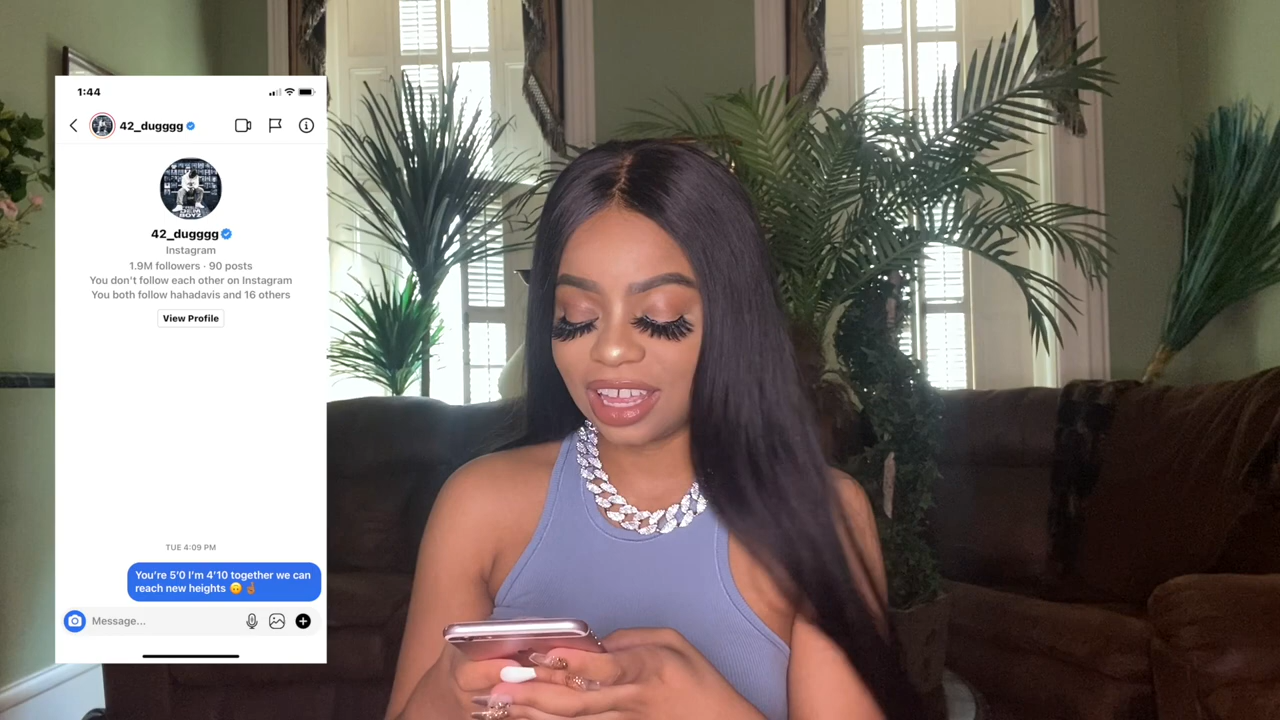 1:44
42_dugggg
DEM
BOYZ
42_dugggg
Instagram
1.9M followers · 90 posts
You don't follow each other on Instagram
You both follow hahadavis and 16 others
View Profile
TUE 4:09 PM
You're 5'0 I'm 4'10 together we can
reach new heights 🙃🤞🏾
Message...